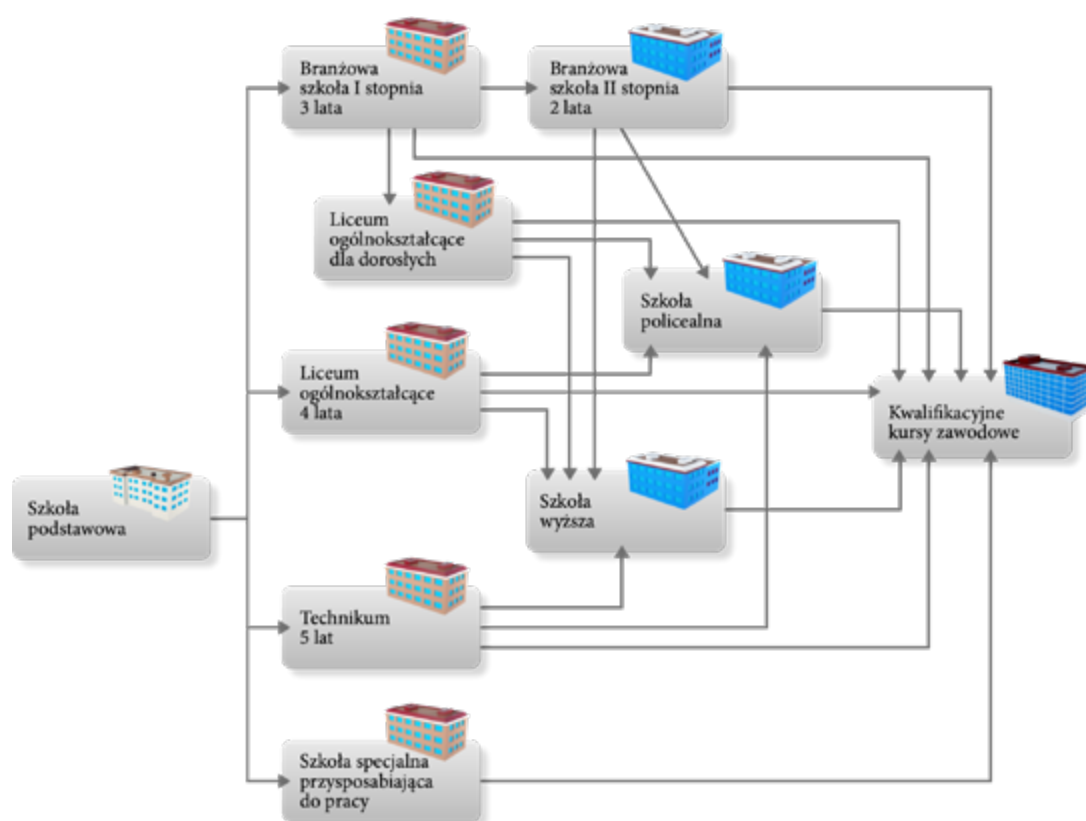 Branżowa
szkoła I stopnia
3 lata
Branżowa
szkoła II stopnia
2 lata
Liceum
ogólnokształcące
dla dorosłych
Szkoła
policealna
Liceum
ogólnokształcące
4 lata
Kwalifikacyjne
kursy zawodowe
Szkoła
podstawowa
Szkoła
wyższa
Technikum
5 lat
Szkoła specjalna
przysposabiająca
do pracy